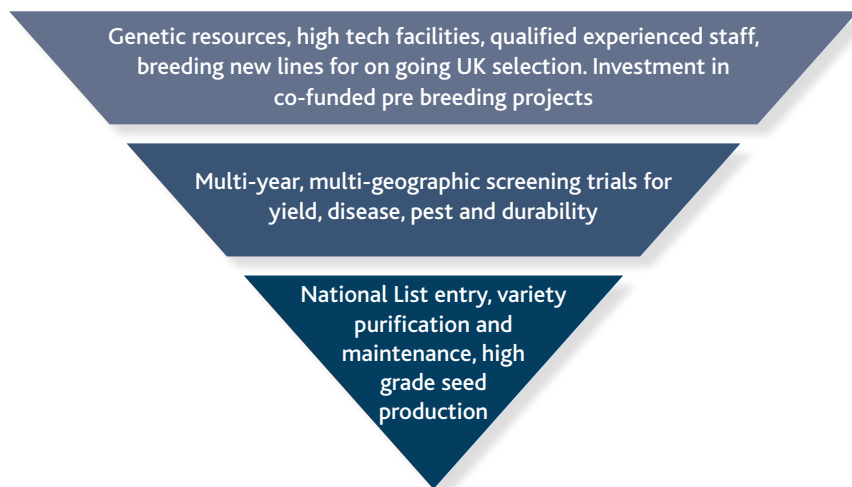 Genetic resources, high tech facilities, qualified experienced staff,
breeding new lines for on going UK selection. Investment in
co-funded pre breeding projects
Multi-year, multi-geographic screening trials for
yield, disease, pest and durability
National List entry, variety
purification and
maintenance, high
grade seed
production